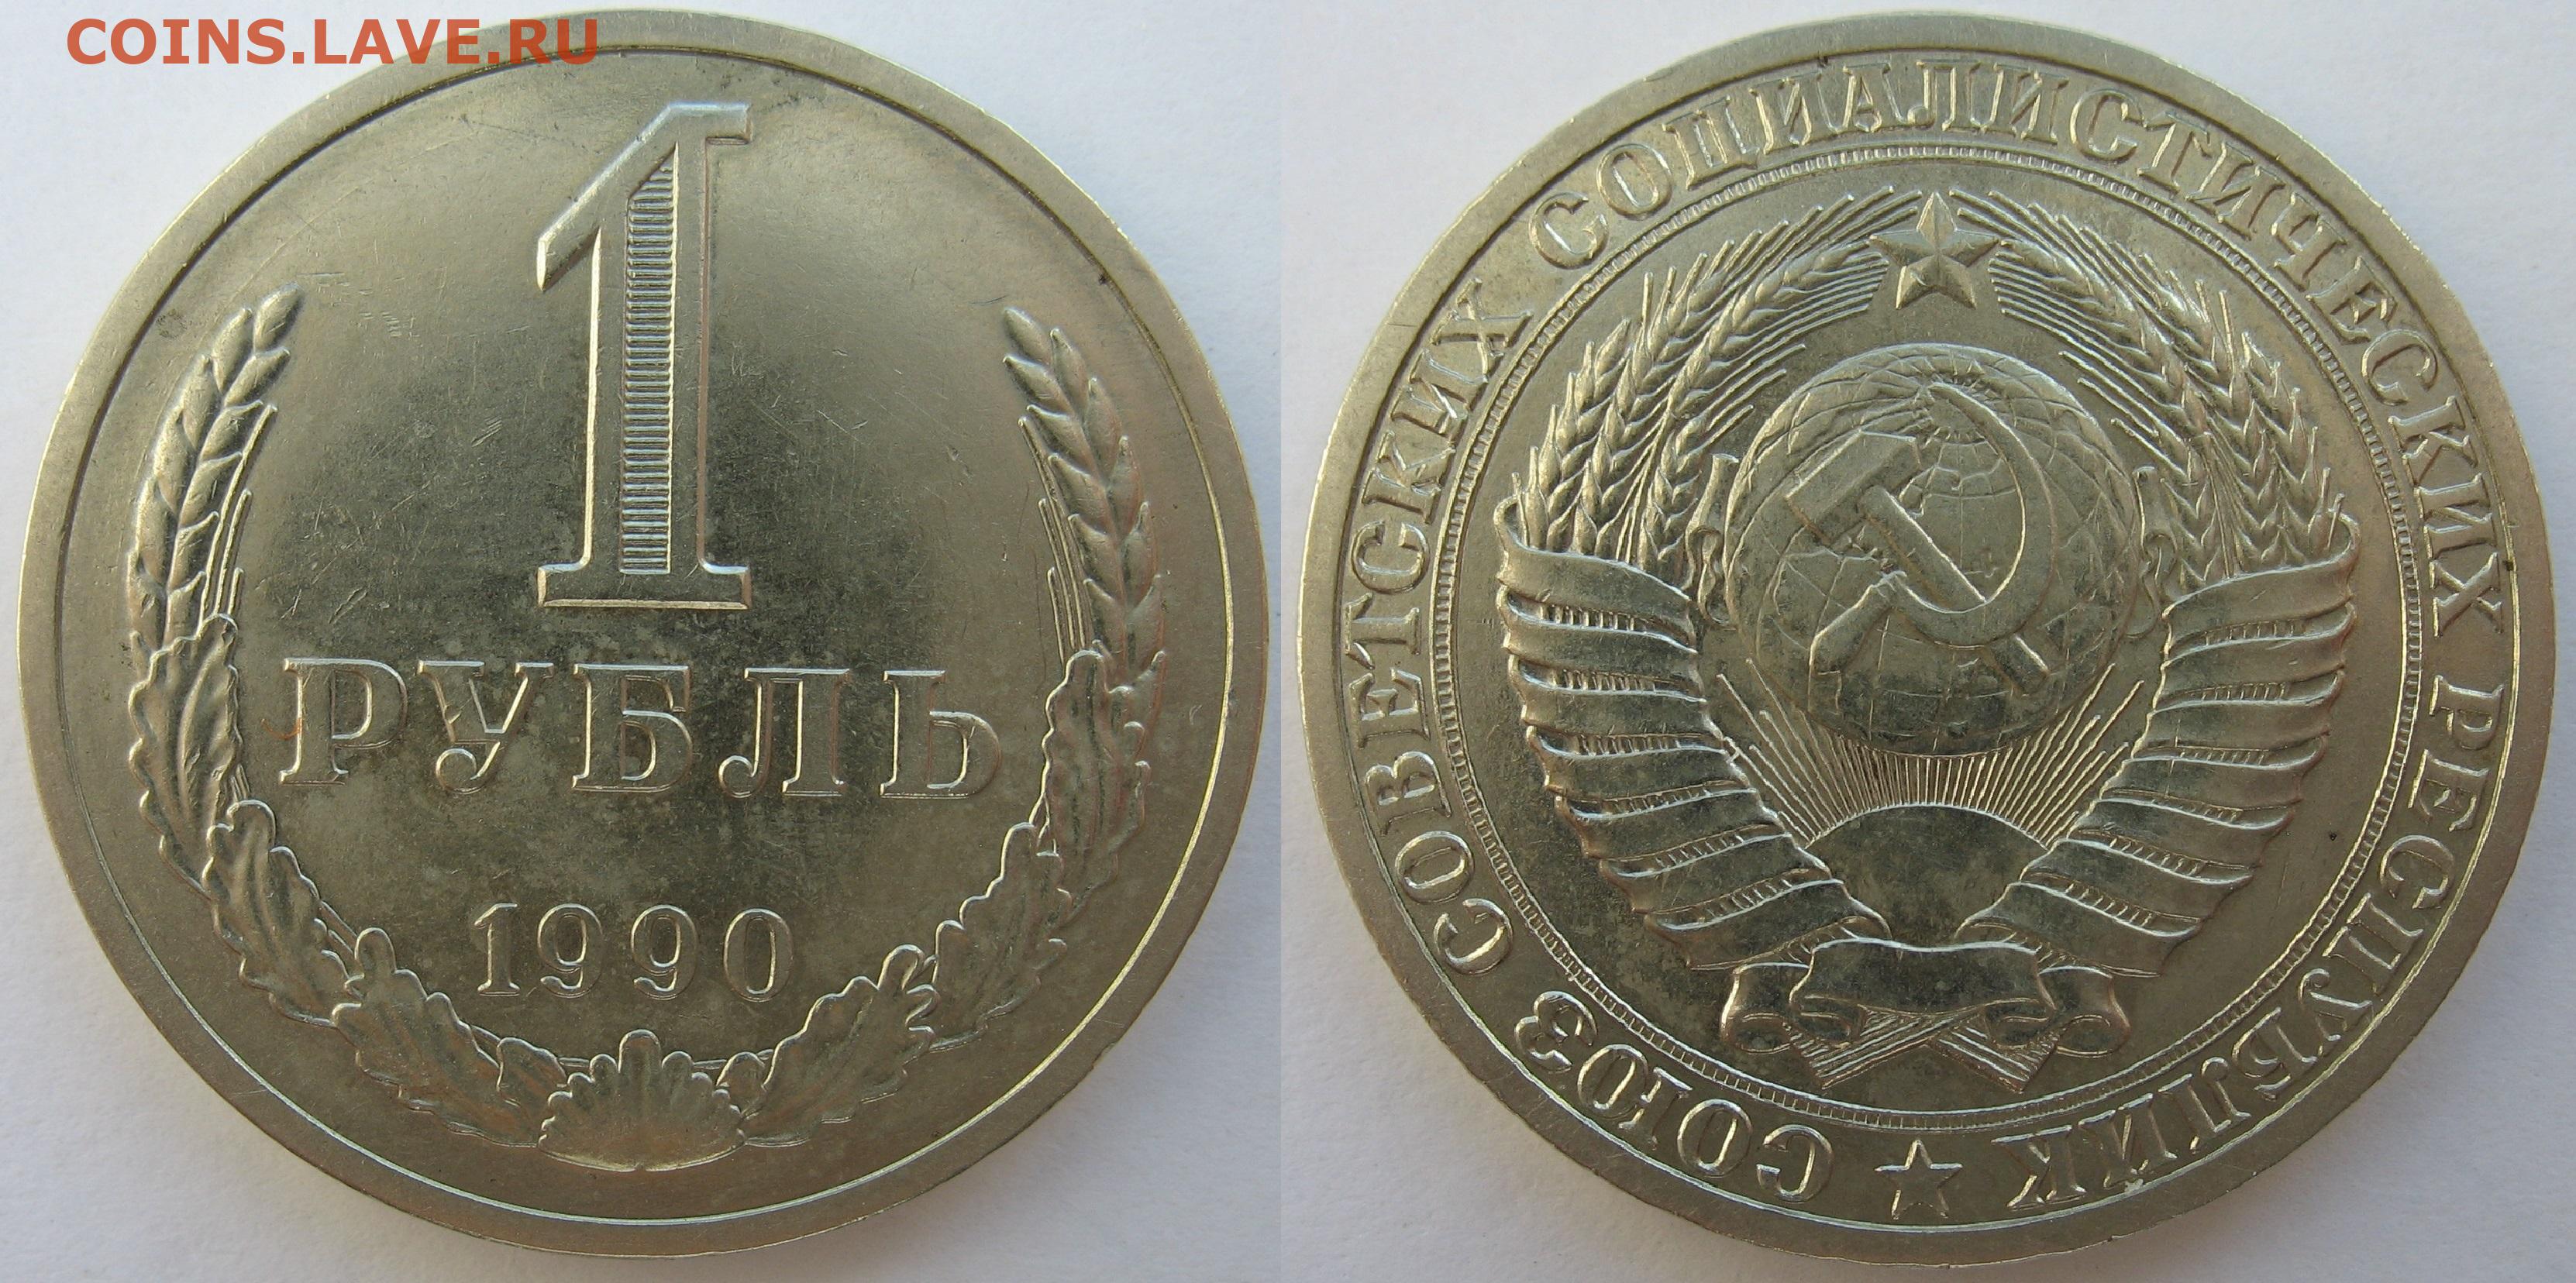 COINS.LAVE.RU
1
РУБЛЬ
1990
СОЮЗ СОВЕТСКИХ СОЦИАЛИСТИЧЕСКИХ РЕСПУБЛИК